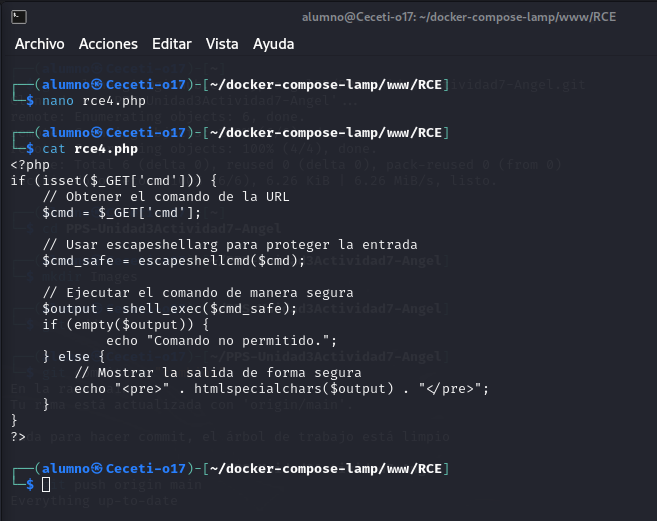 alumno@Ceceti-o17: ~/docker-compose-lamp/www/RCE
Archivo Acciones Editar Vista Ayuda
┌──(alumno㉿Ceceti-o17)-[~/docker-compose-lamp/www/RCE]
└─$ nano rce4.php
┌──(alumno㉿Ceceti-o17)-[~/docker-compose-lamp/www/RCE]
└─$ cat rce4.php
<?php
if (isset($_GET['cmd'])) {
    // Obtener el comando de la URL
    $cmd = $_GET['cmd'];
    // Usar escapeshellarg para proteger la entrada
    $cmd_safe = escapeshellcmd($cmd);
    // Ejecutar el comando de manera segura
    $output = shell_exec($cmd_safe);
    if (empty($output)) {
            echo "Comando no permitido.";
    } else {
        // Mostrar la salida de forma segura
        echo "<pre>" . htmlspecialchars($output) . "</pre>";
    }
}
?>
┌──(alumno㉿Ceceti-o17)-[~/docker-compose-lamp/www/RCE]
└─$